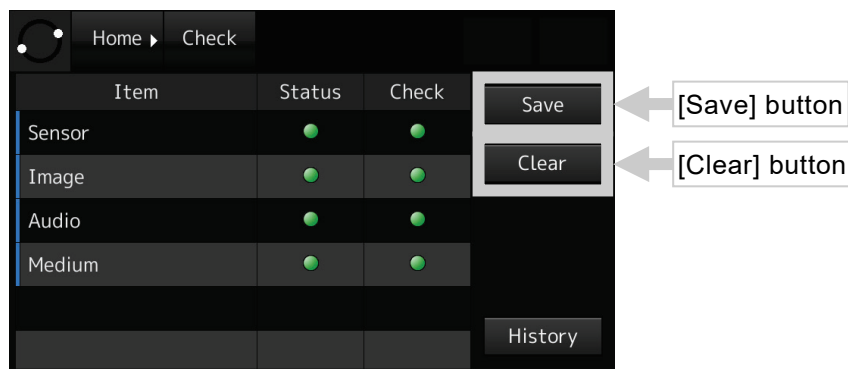 Home Check
Item Status Check
Save
[Save] button
Sensor
Clear
[Clear] button
Image
Audio
Medium
History